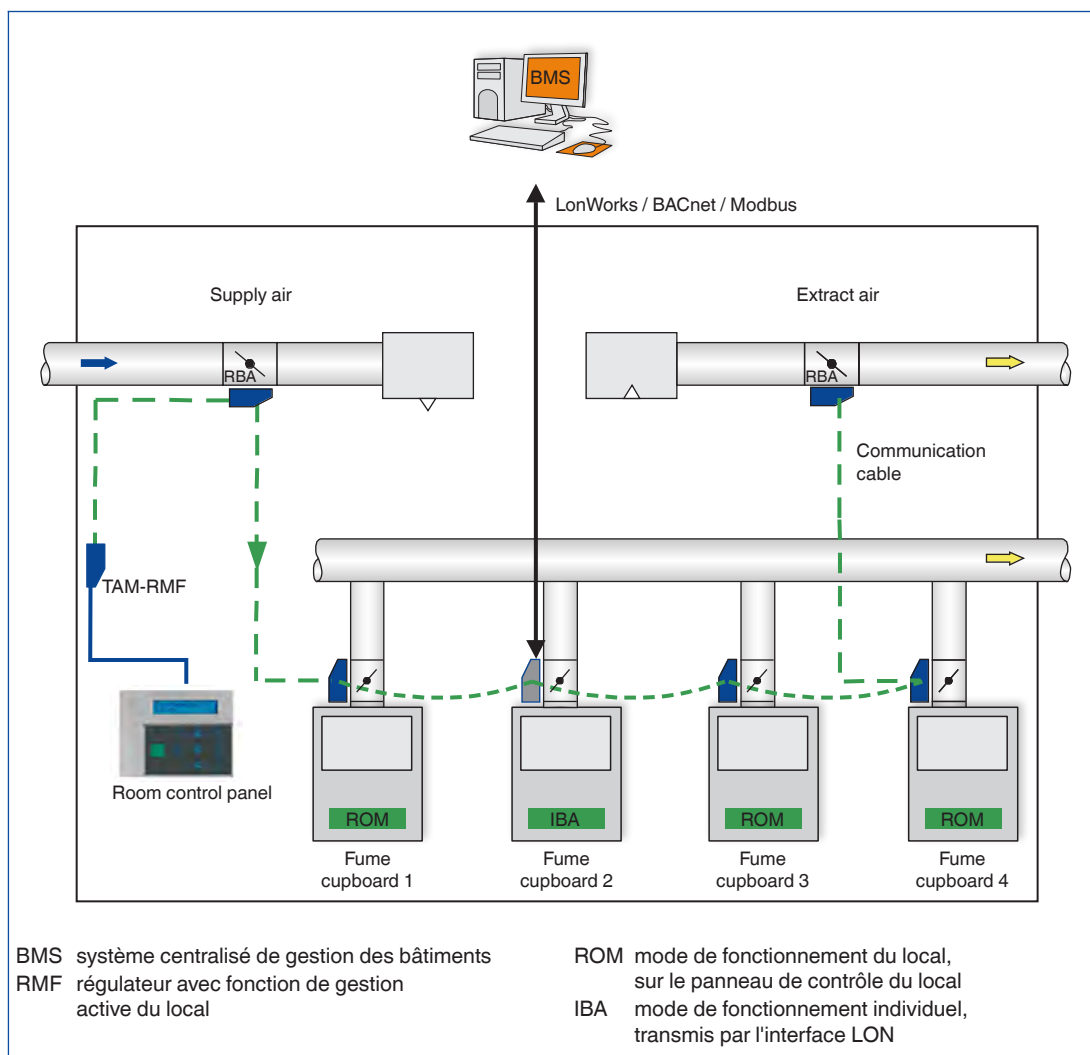 BMS
LonWorks / BACnet / Modbus
Supply air
Extract air
RBA
RBA
Communication
cable
TAM-RMF
Room control panel
ROM
IBA
ROM
ROM
Fume
cupboard 1
Fume
cupboard 2
Fume
cupboard 3
Fume
cupboard 4
BMS système centralisé de gestion des bâtiments
RMF régulateur avec fonction de gestion
active du local
ROM mode de fonctionnement du local,
sur le panneau de contrôle du local
IBA mode de fonctionnement individuel,
transmis par l'interface LON